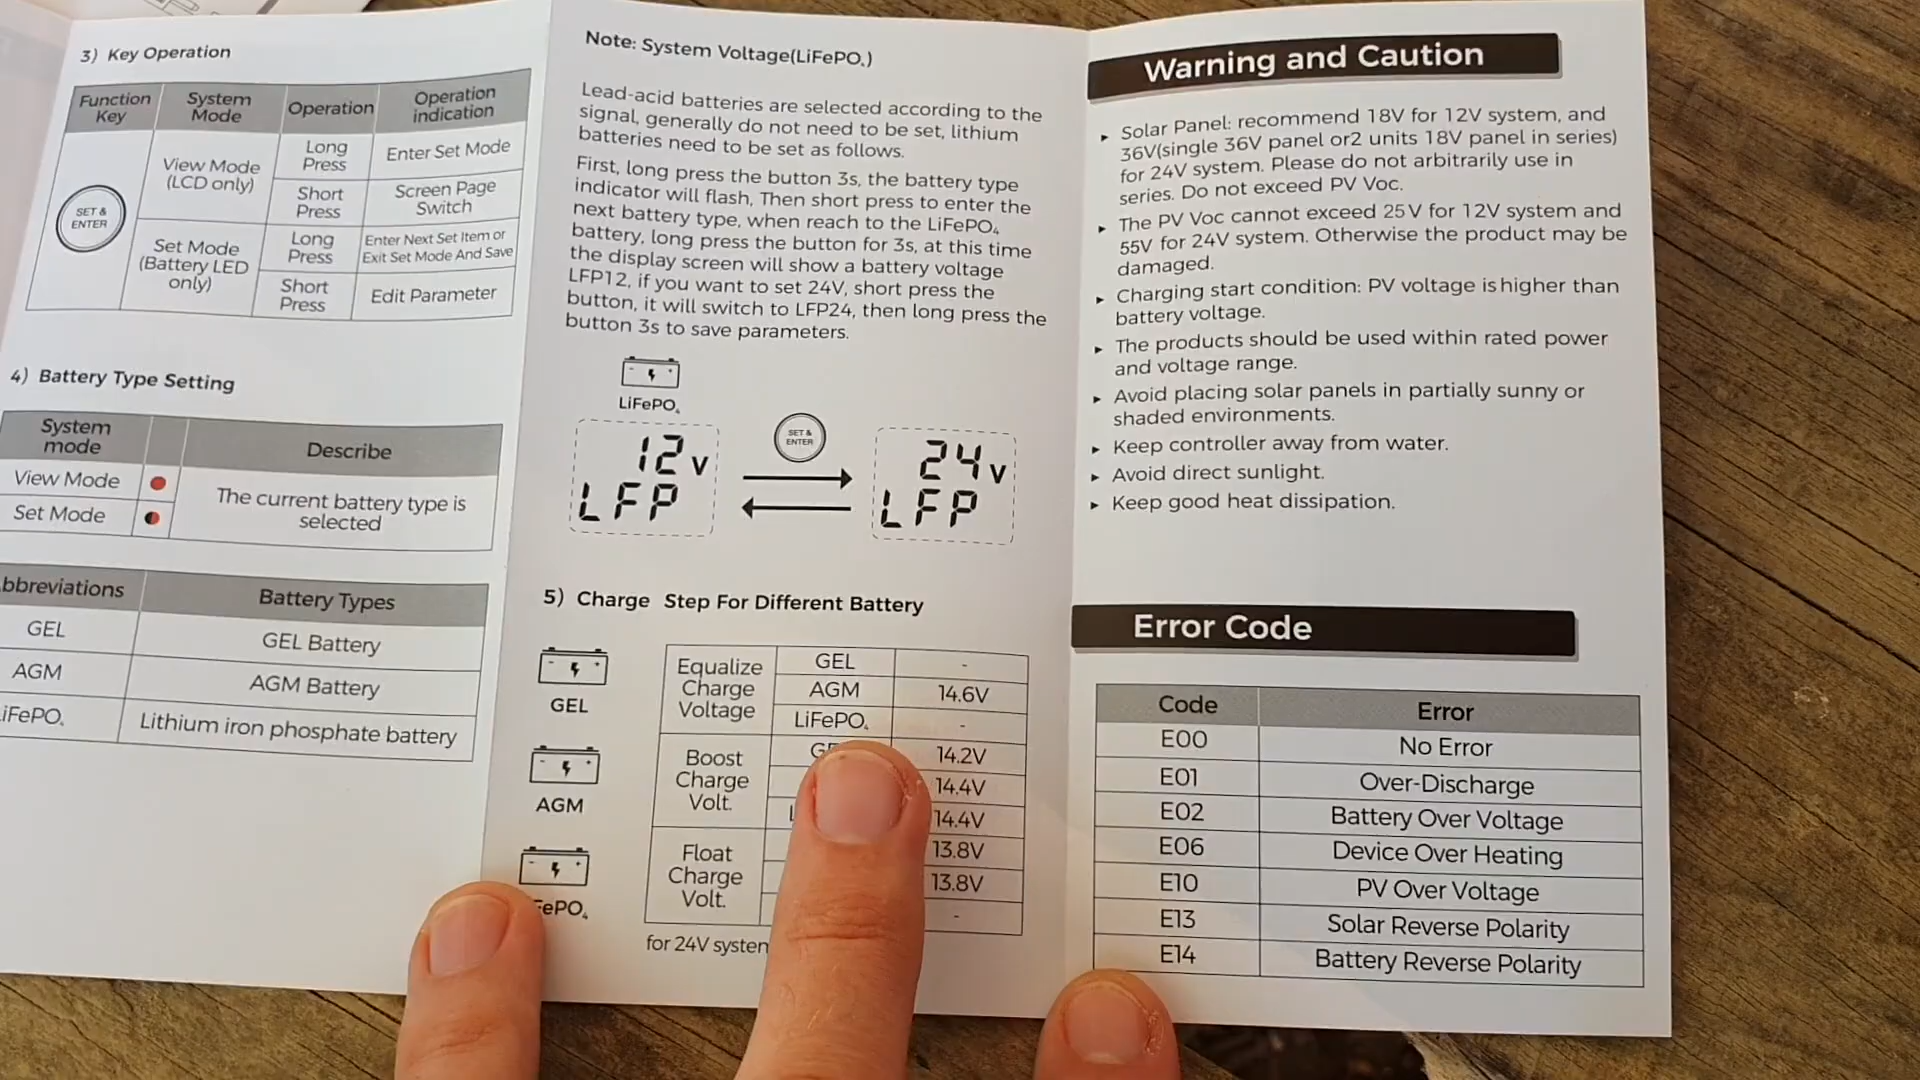 3) Key Operation
Function Key
System Mode
Operation
Operation indication
SET & ENTER
View Mode (LCD only)
Long Press
Enter Set Mode
Short Press
Screen Page Switch
Set Mode (Battery LED only)
Long Press
Enter Next Set Item or Exit Set Mode And Save
Short Press
Edit Parameter
4) Battery Type Setting
System mode
Describe
View Mode
The current battery type is selected
Set Mode
Battery Types
GEL
GEL Battery
AGM
AGM Battery
Lithium iron phosphate battery
Note: System Voltage(LiFePO₄)
Lead-acid batteries are selected according to the
signal, generally do not need to be set, lithium
batteries need to be set as follows.
First, long press the button 3s, the battery type
indicator will flash, Then short press to enter the
next battery type, when reach to the LiFePO₄
battery, long press the button for 3s, at this time
the display screen will show a battery voltage
LFP12, if you want to set 24V, short press the
button, it will switch to LFP24, then long press the
button 3s to save parameters.
LiFePO₄
12 V
LFP
SET & ENTER
24 V
LFP
5) Charge Step For Different Battery
GEL
AGM
Equalize Charge Voltage
GEL
-
AGM
14.6V
LiFePO₄
-
Boost Charge Volt.
14.2V
14.4V
14.4V
Float Charge Volt.
13.8V
13.8V
-
for 24V
Warning and Caution
▸ Solar Panel: recommend 18V for 12V system, and
36V(single 36V panel or2 units 18V panel in series)
for 24V system. Please do not arbitrarily use in
series. Do not exceed PV Voc.
▸ The PV Voc cannot exceed 25V for 12V system and
55V for 24V system. Otherwise the product may be
damaged.
▸ Charging start condition: PV voltage is higher than
battery voltage.
▸ The products should be used within rated power
and voltage range.
▸ Avoid placing solar panels in partially sunny or
shaded environments.
▸ Keep controller away from water.
▸ Avoid direct sunlight.
▸ Keep good heat dissipation.
Error Code
Code
Error
E00
No Error
E01
Over-Discharge
E02
Battery Over Voltage
E06
Device Over Heating
E10
PV Over Voltage
E13
Solar Reverse Polarity
E14
Battery Reverse Polarity